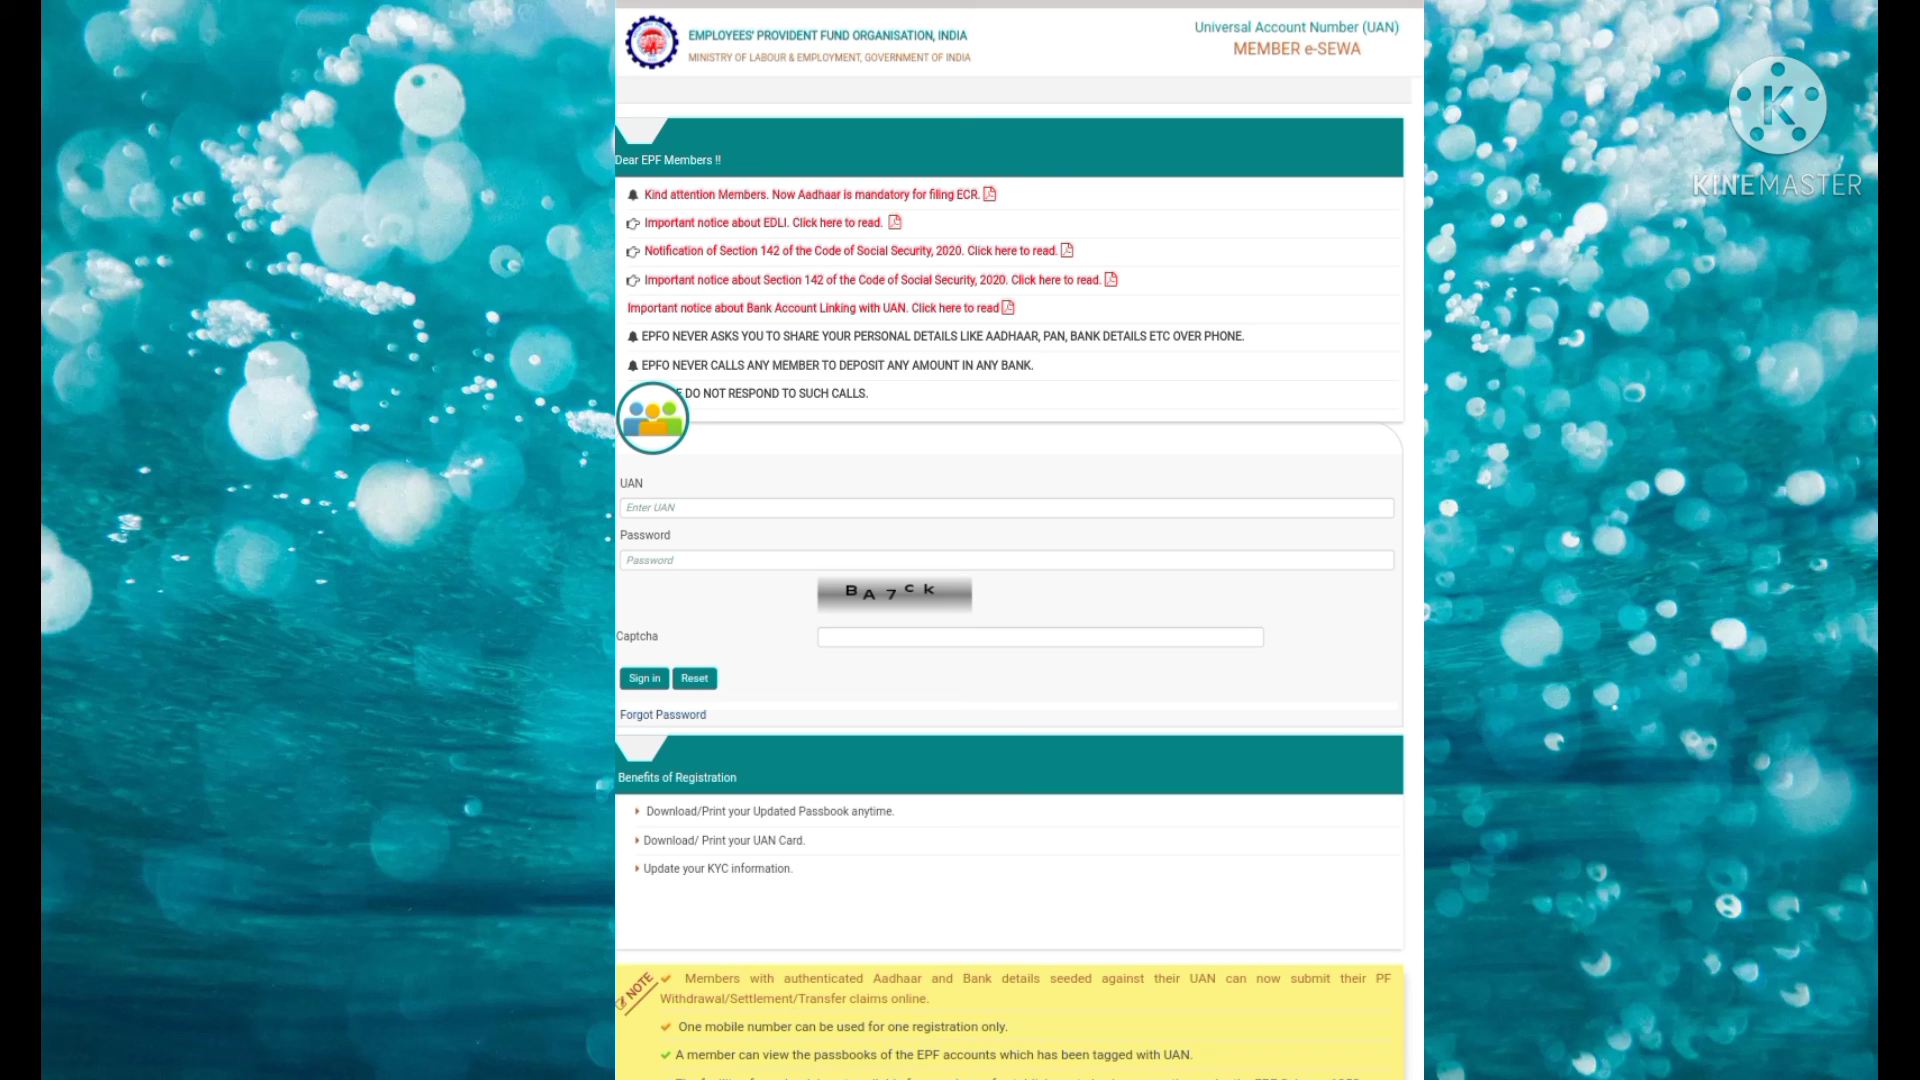 EMPLOYEES' PROVIDENT FUND ORGANISATION, INDIA
MINISTRY OF LABOUR & EMPLOYMENT, GOVERNMENT OF INDIA
Universal Account Number (UAN)
MEMBER e-SEWA
K
KINEMASTER
Dear EPF Members !!
Kind attention Members. Now Aadhaar is mandatory for filing ECR.
Important notice about EDLI. Click here to read.
Notification of Section 142 of the Code of Social Security, 2020. Click here to read.
Important notice about Section 142 of the Code of Social Security, 2020. Click here to read.
Important notice about Bank Account Linking with UAN. Click here to read
EPFO NEVER ASKS YOU TO SHARE YOUR PERSONAL DETAILS LIKE AADHAAR, PAN, BANK DETAILS ETC OVER PHONE.
EPFO NEVER CALLS ANY MEMBER TO DEPOSIT ANY AMOUNT IN ANY BANK.
DO NOT RESPOND TO SUCH CALLS.
UAN
Enter UAN
Password
Password
BA7ck
Captcha
Sign in Reset
Forgot Password
Benefits of Registration
Download/Print your Updated Passbook anytime.
Download/ Print your UAN Card.
Update your KYC information.
NOTE
Members with authenticated Aadhaar and Bank details seeded against their UAN can now submit their PF
Withdrawal/Settlement/Transfer claims online.
One mobile number can be used for one registration only.
A member can view the passbooks of the EPF accounts which has been tagged with UAN.